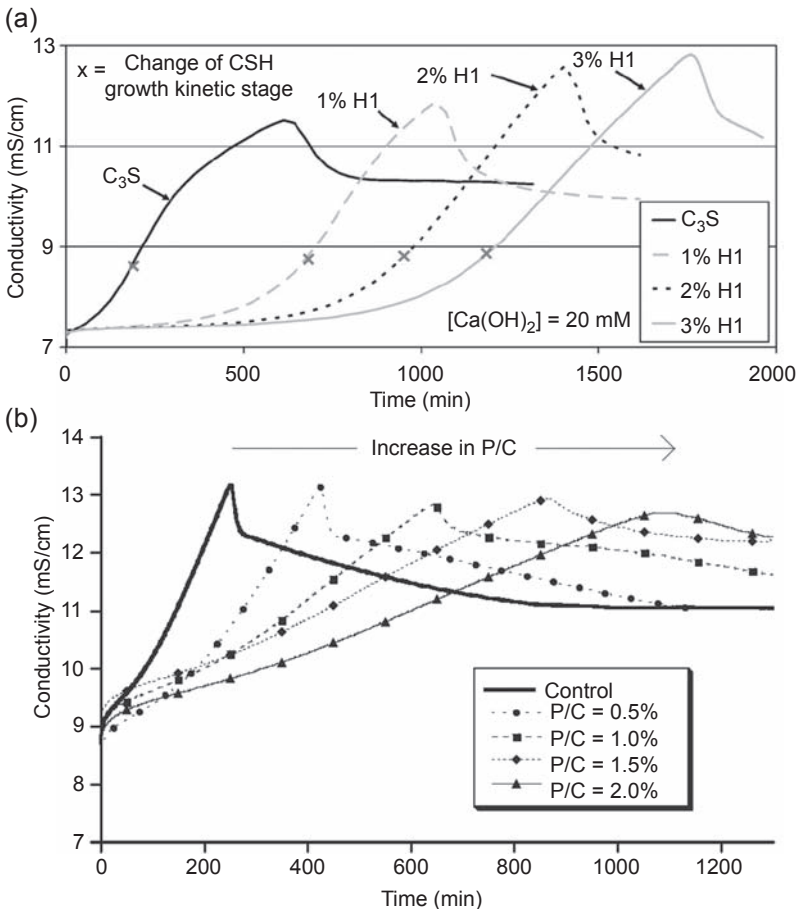 (a)
13
11
9
7
Conductivity (mS/cm)
x = Change of CSH
growth kinetic stage
C3S
1% H1
2% H1
3% H1
[Ca(OH)2] = 20 mM
C3S
1% H1
2% H1
3% H1
0 500 1000 1500 2000
Time (min)
(b)
14
13
12
11
10
9
8
7
Conductivity (mS/cm)
Increase in P/C
Control
P/C = 0.5%
P/C = 1.0%
P/C = 1.5%
P/C = 2.0%
0 200 400 600 800 1000 1200
Time (min)